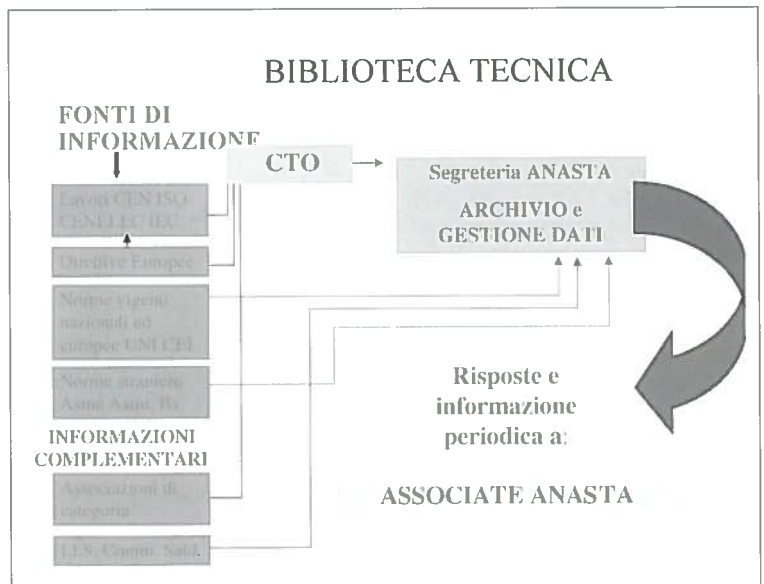 BIBLIOTECA TECNICA
FONTI DI
INFORMAZIONE
CTO
Segreteria ANASTA
ARCHIVIO e
GESTIONE DATI
Lavori CEN ISO
CENELEC IEC
Direttive Europee
Norme vigenti
nazionali ed
europee UNI CEI
Norme straniere
INFORMAZIONI
COMPLEMENTARI
Associazioni di
categoria
Risposte e
informazione
periodica a:
ASSOCIATE ANASTA